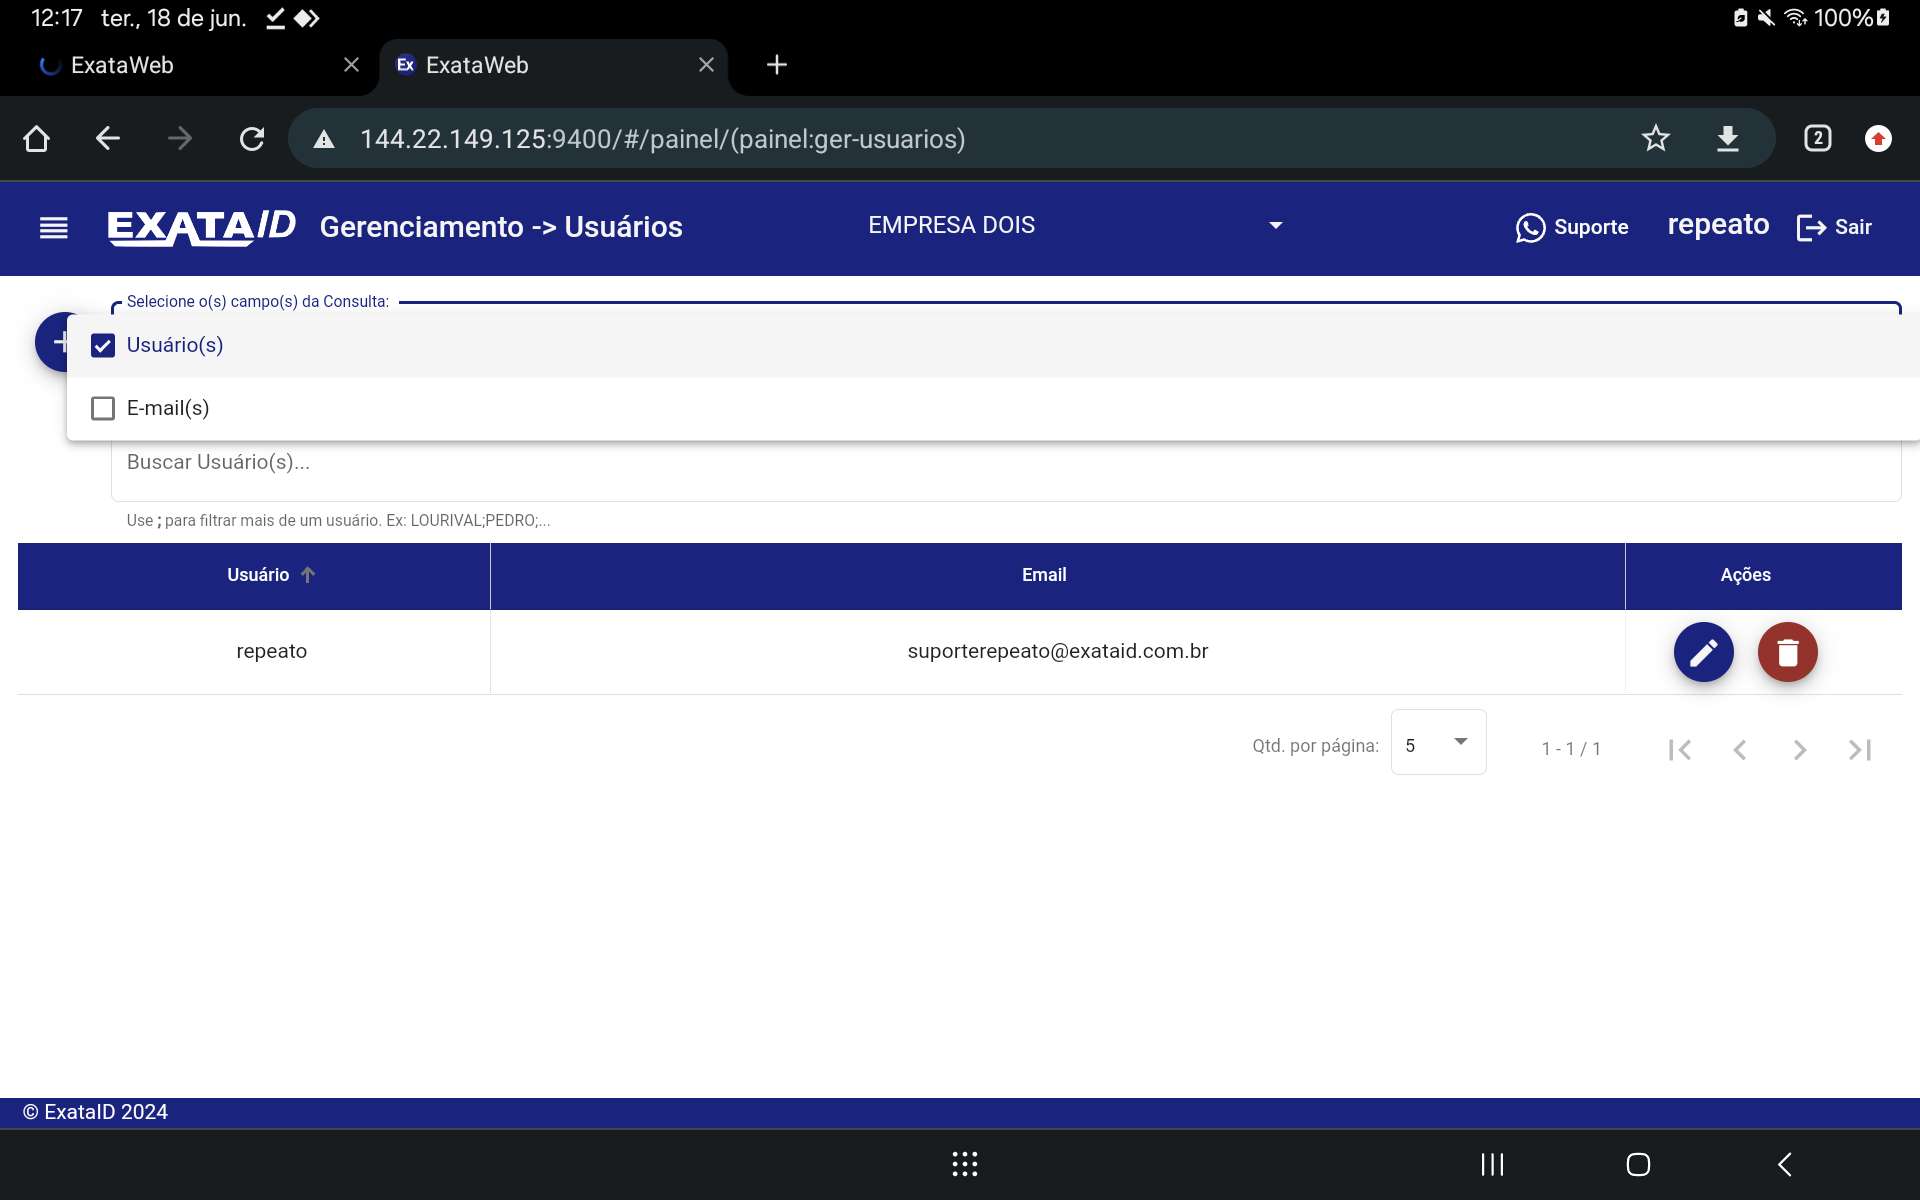 12:17 ter., 18 de jun. 100%
ExataWeb
Ex ExataWeb
144.22.149.125:9400/#/painel/(painel:ger-usuarios) 2
EXATAID Gerenciamento -> Usuários EMPRESA DOIS Suporte repeato Sair
Selecione o(s) campo(s) da Consulta:
Usuário(s)
E-mail(s)
Buscar Usuário(s)...
Use ; para filtrar mais de um usuário. Ex: LOURIVAL;PEDRO;...
Usuário Email Ações
repeato suporterepeato@exataid.com.br
Qtd. por página: 5 1 - 1 / 1
© ExataID 2024